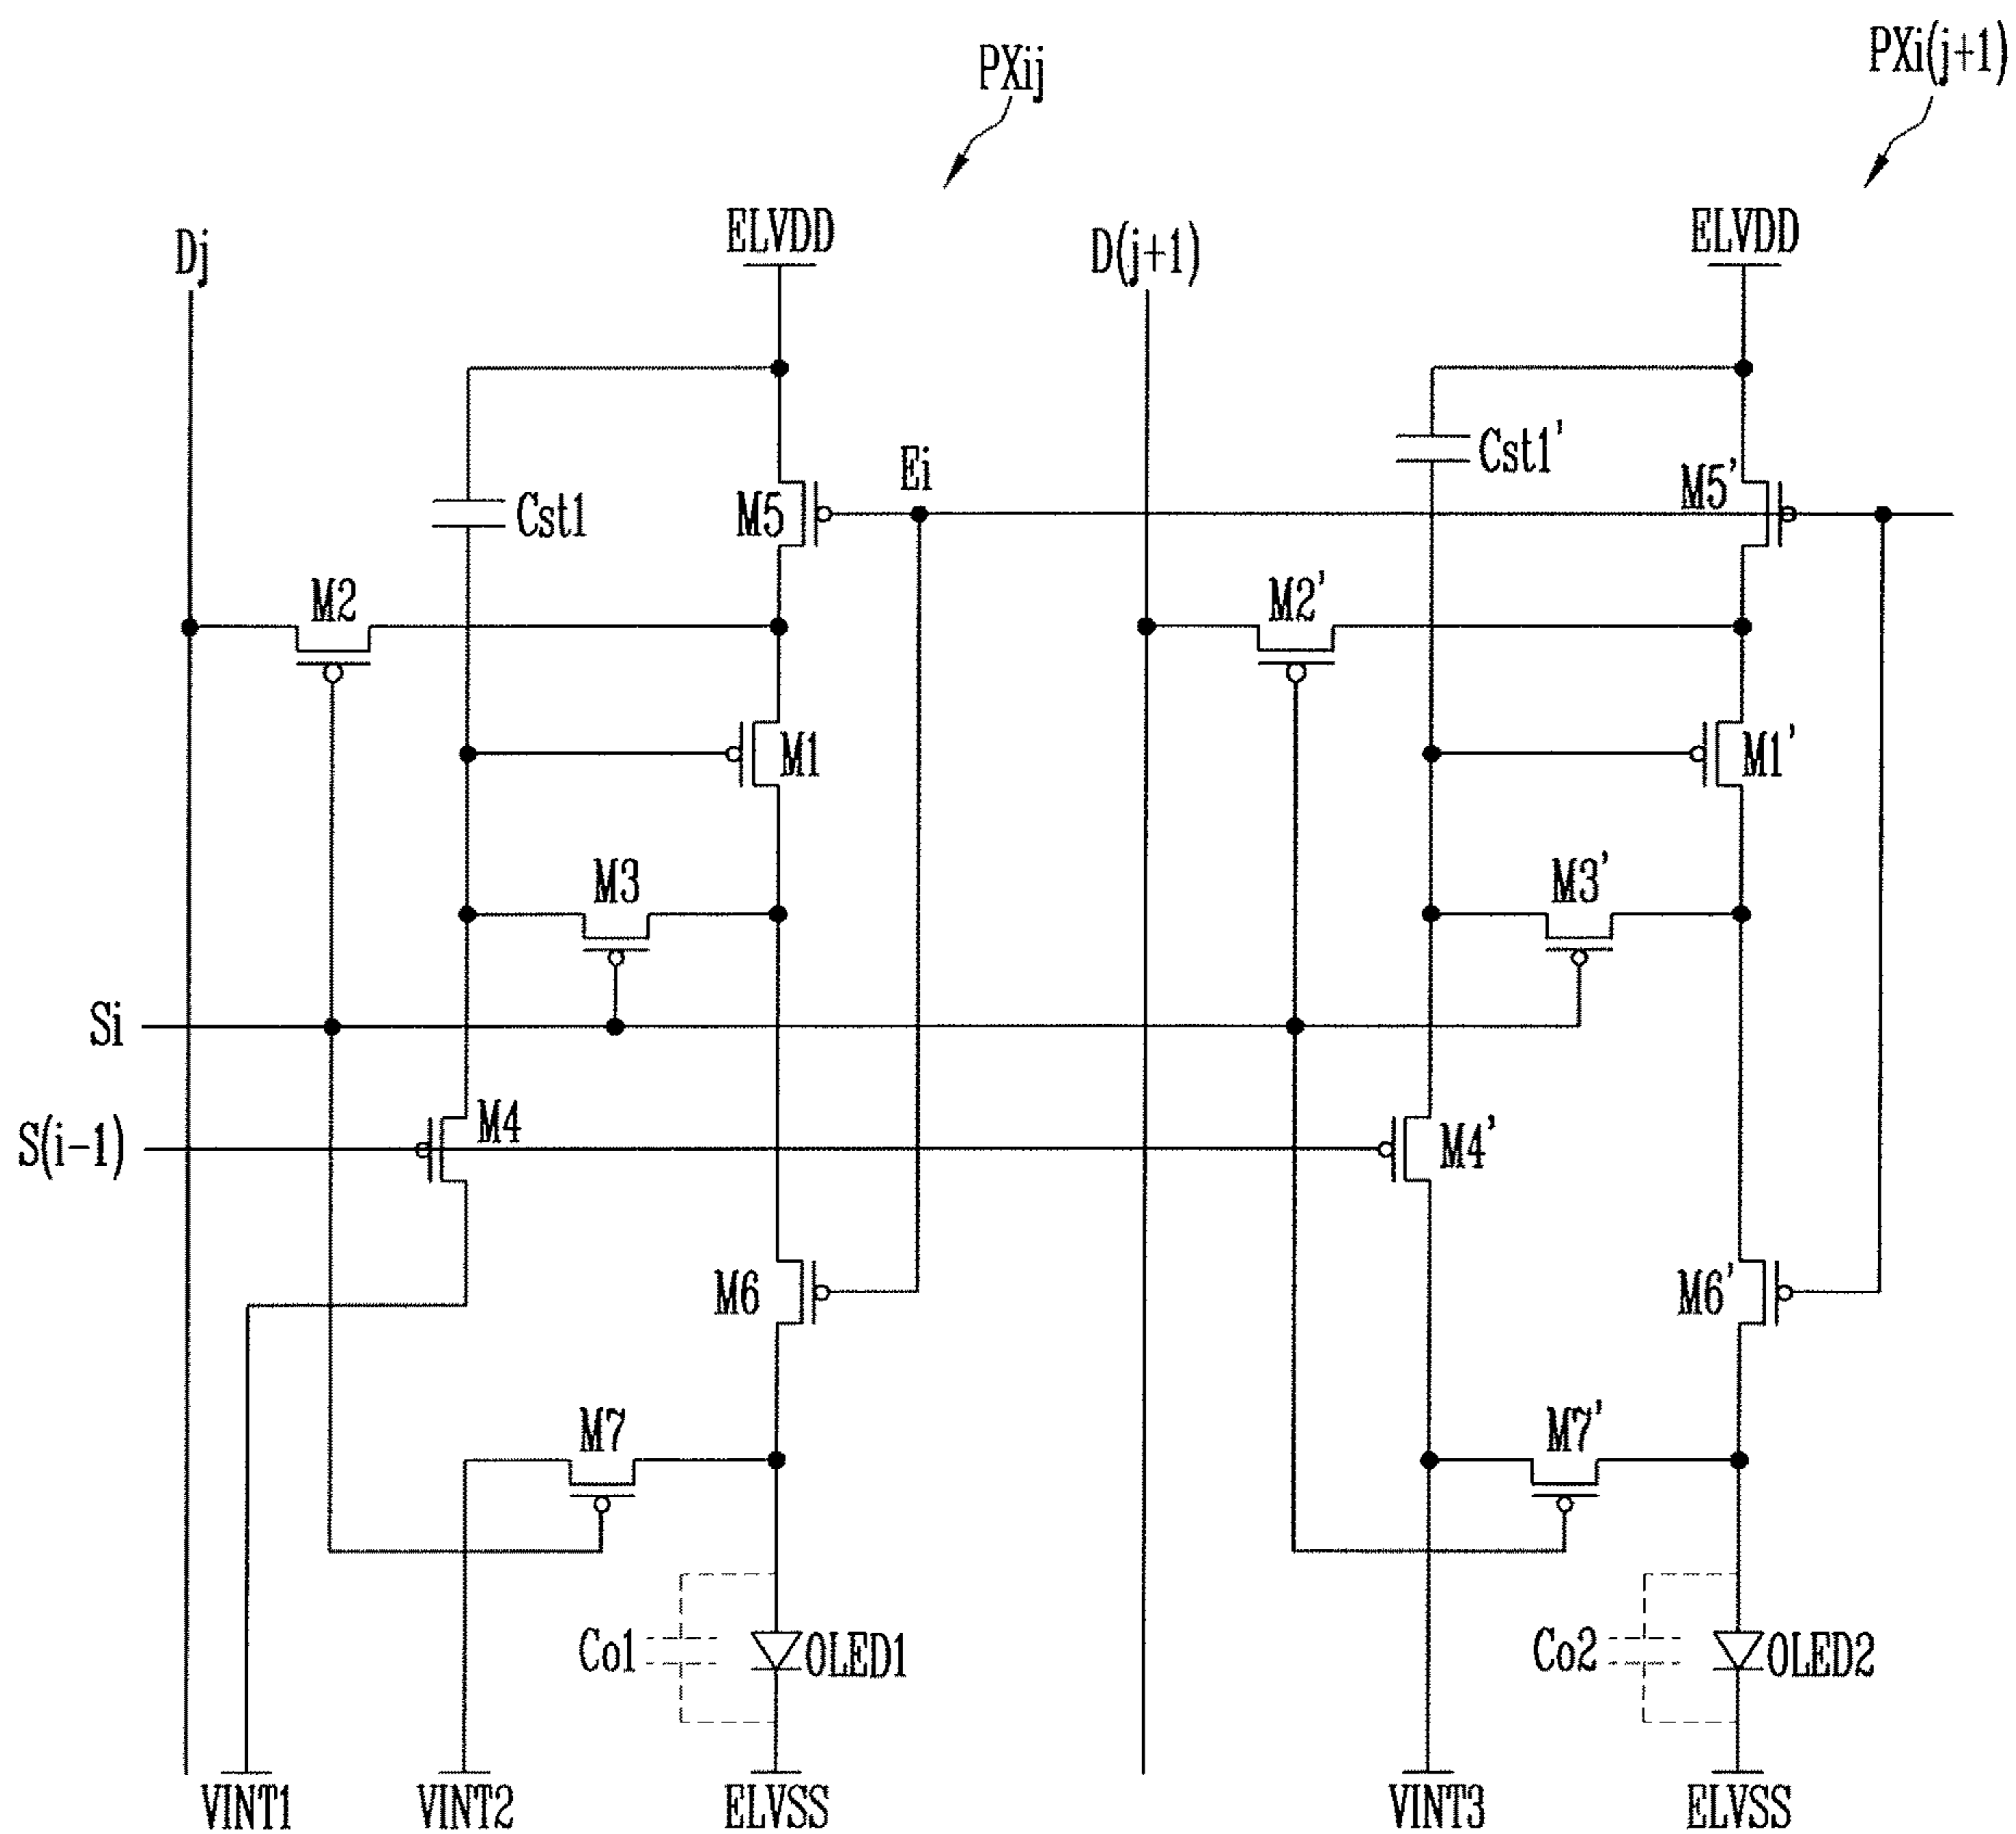 PXij
PXi(j+1)
Dj
ELVDD
D(j+1)
ELVDD
Cst1
M5
Ei
Cst1'
M5'
M2
M2'
M1
M1'
M3
M3'
Si
S(i-1)
M4
M4'
M6
M6'
M7
M7'
Co1
OLED1
Co2
OLED2
VINT1
VINT2
ELVSS
VINT3
ELVSS